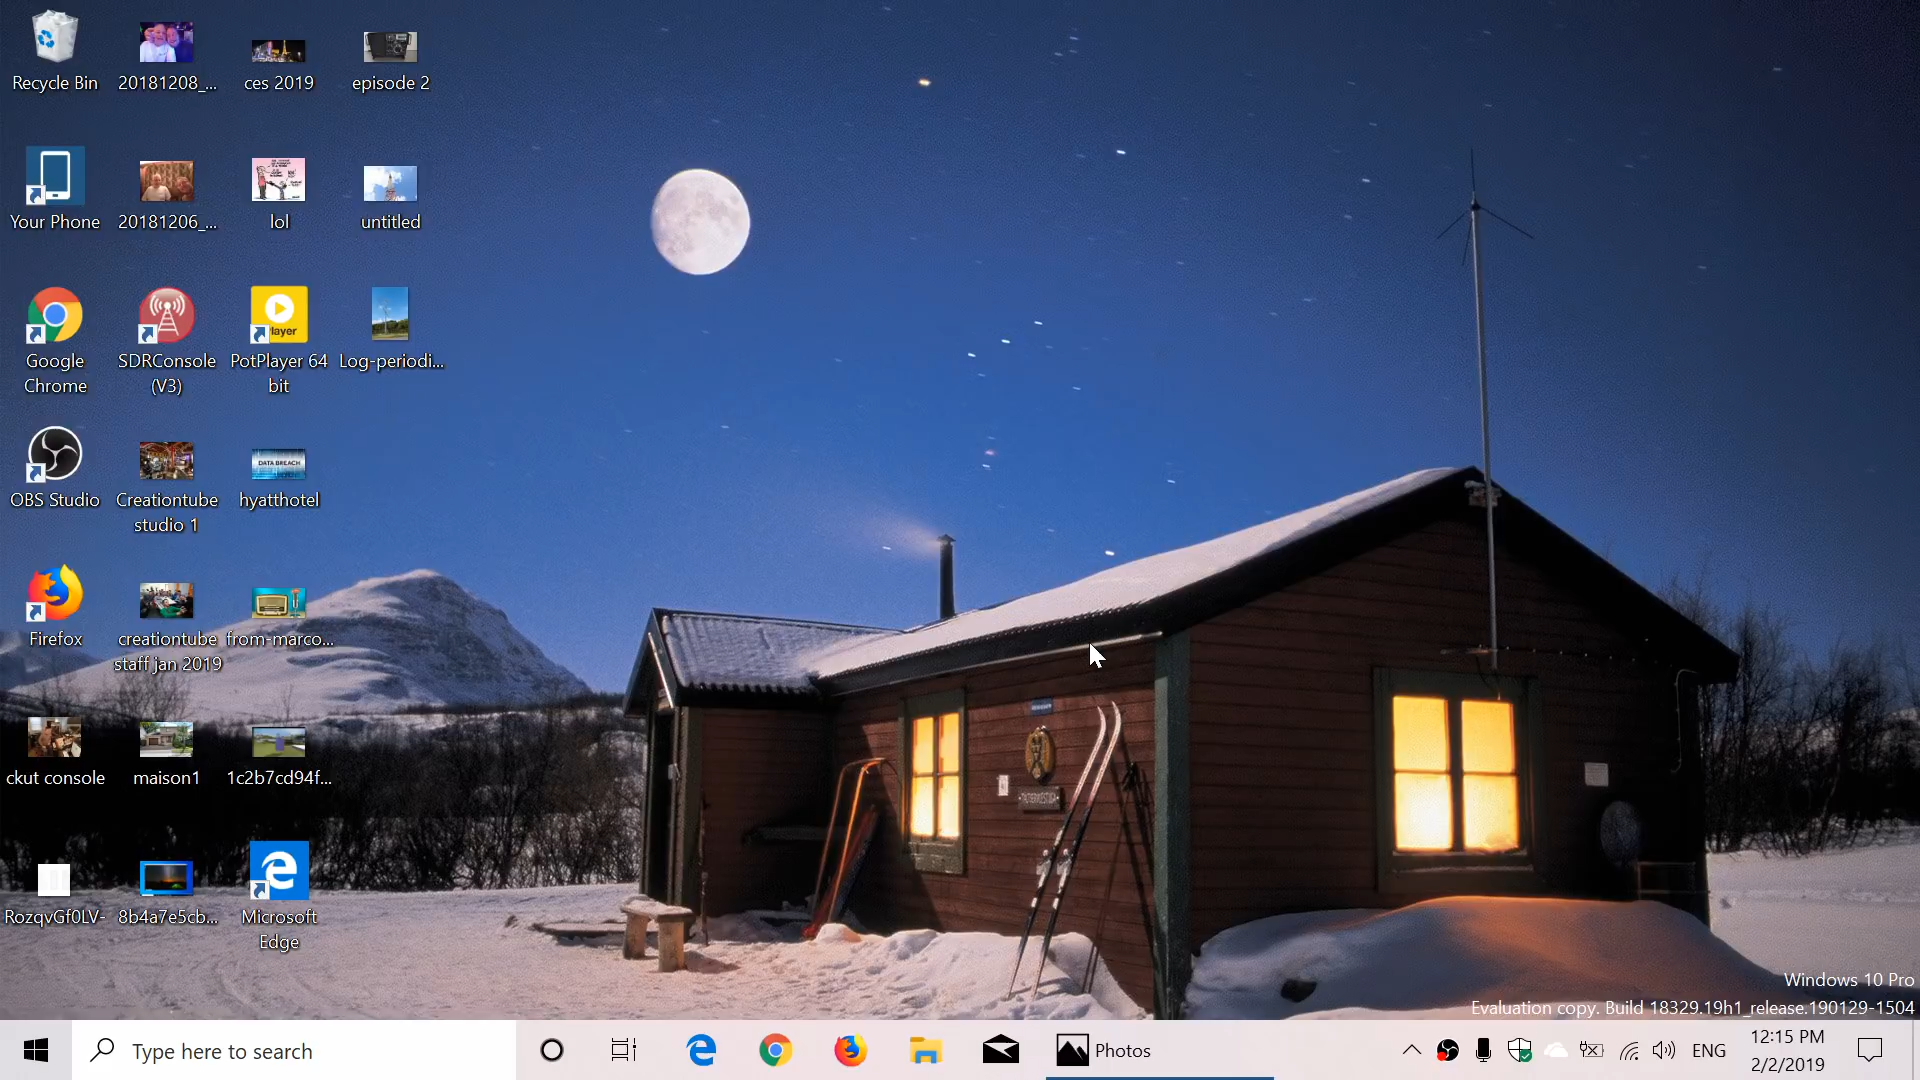 Recycle Bin
20181208_...
ces 2019
episode 2
Your Phone
20181206_...
lol
untitled
Google
Chrome
SDRConsole
(V3)
Player
PotPlayer 64
bit
Log-periodi...
OBS Studio
Creationtube
studio 1
DATA BREACH
hyatthotel
Firefox
creationtube
staff jan 2019
from-marco...
ckut console
maison1
1c2b7cd94f...
RozqvGf0LV-
8b4a7e5cb...
Microsoft
Edge
Windows 10 Pro
Evaluation copy. Build 18329.19h1_release.190129-1504
Type here to search
Photos
ENG
12:15 PM
2/2/2019